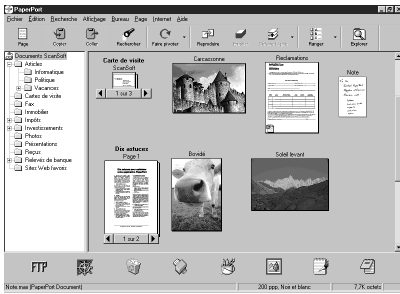 PaperPort
Fichier Édition Recherche Affichage Bureau Page Internet Aide
Page Copier Coller Rechercher Faire pivoter Reproduire Ranger Explorer
Documents ScanSoft
Articles
Informatique
Politique
Vacances
Cartes de visite
Fax
Immobilier
Impôts
Investissements
Photos
Présentations
Reçus
Relevés de banque
Sites Web favoris
Carte de visite
ScanSoft
1 sur 3
Carcassonne
Réclamations
Note
Dix astuces
Page 1
1 sur 2
Bovidé
Soleil levant
FTP
Note.max (PaperPort Document) 200 ppp, Noir et blanc 7,7K octets